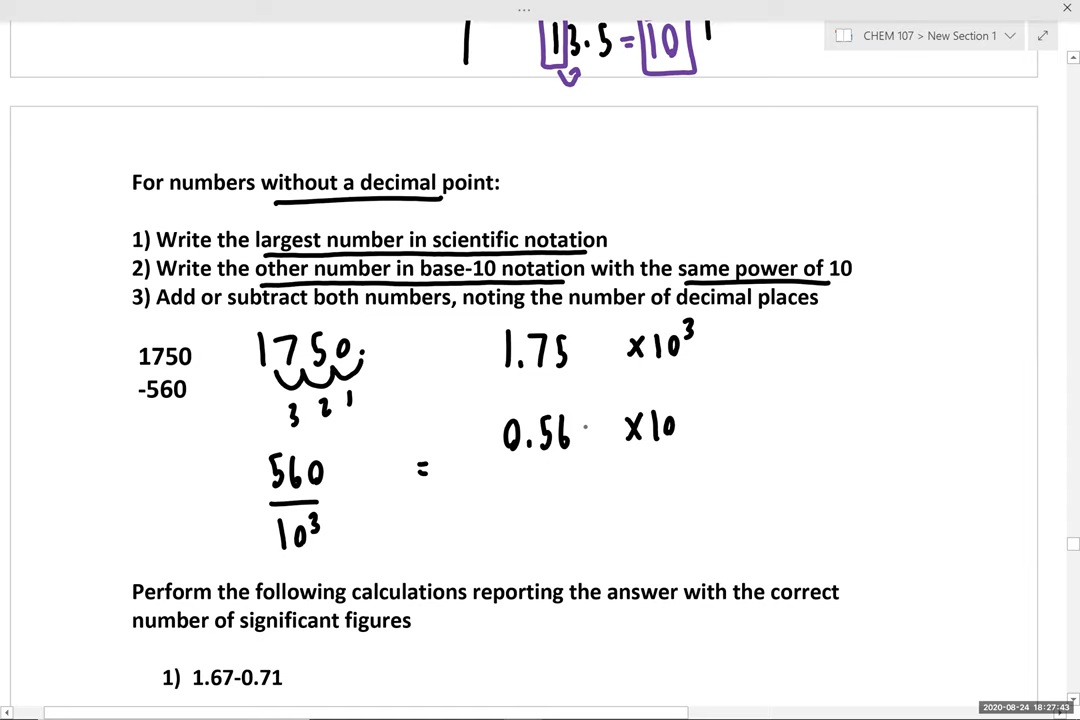 ...
13.5 = 10
CHEM 107 > New Section 1
For numbers without a decimal point:
1) Write the largest number in scientific notation
2) Write the other number in base-10 notation with the same power of 10
3) Add or subtract both numbers, noting the number of decimal places
1750
-560
1750.
3 2 1
1.75 x10³
0.56 x10
560
=
10³
Perform the following calculations reporting the answer with the correct
number of significant figures
1) 1.67-0.71
2020-08-24 18:27:43